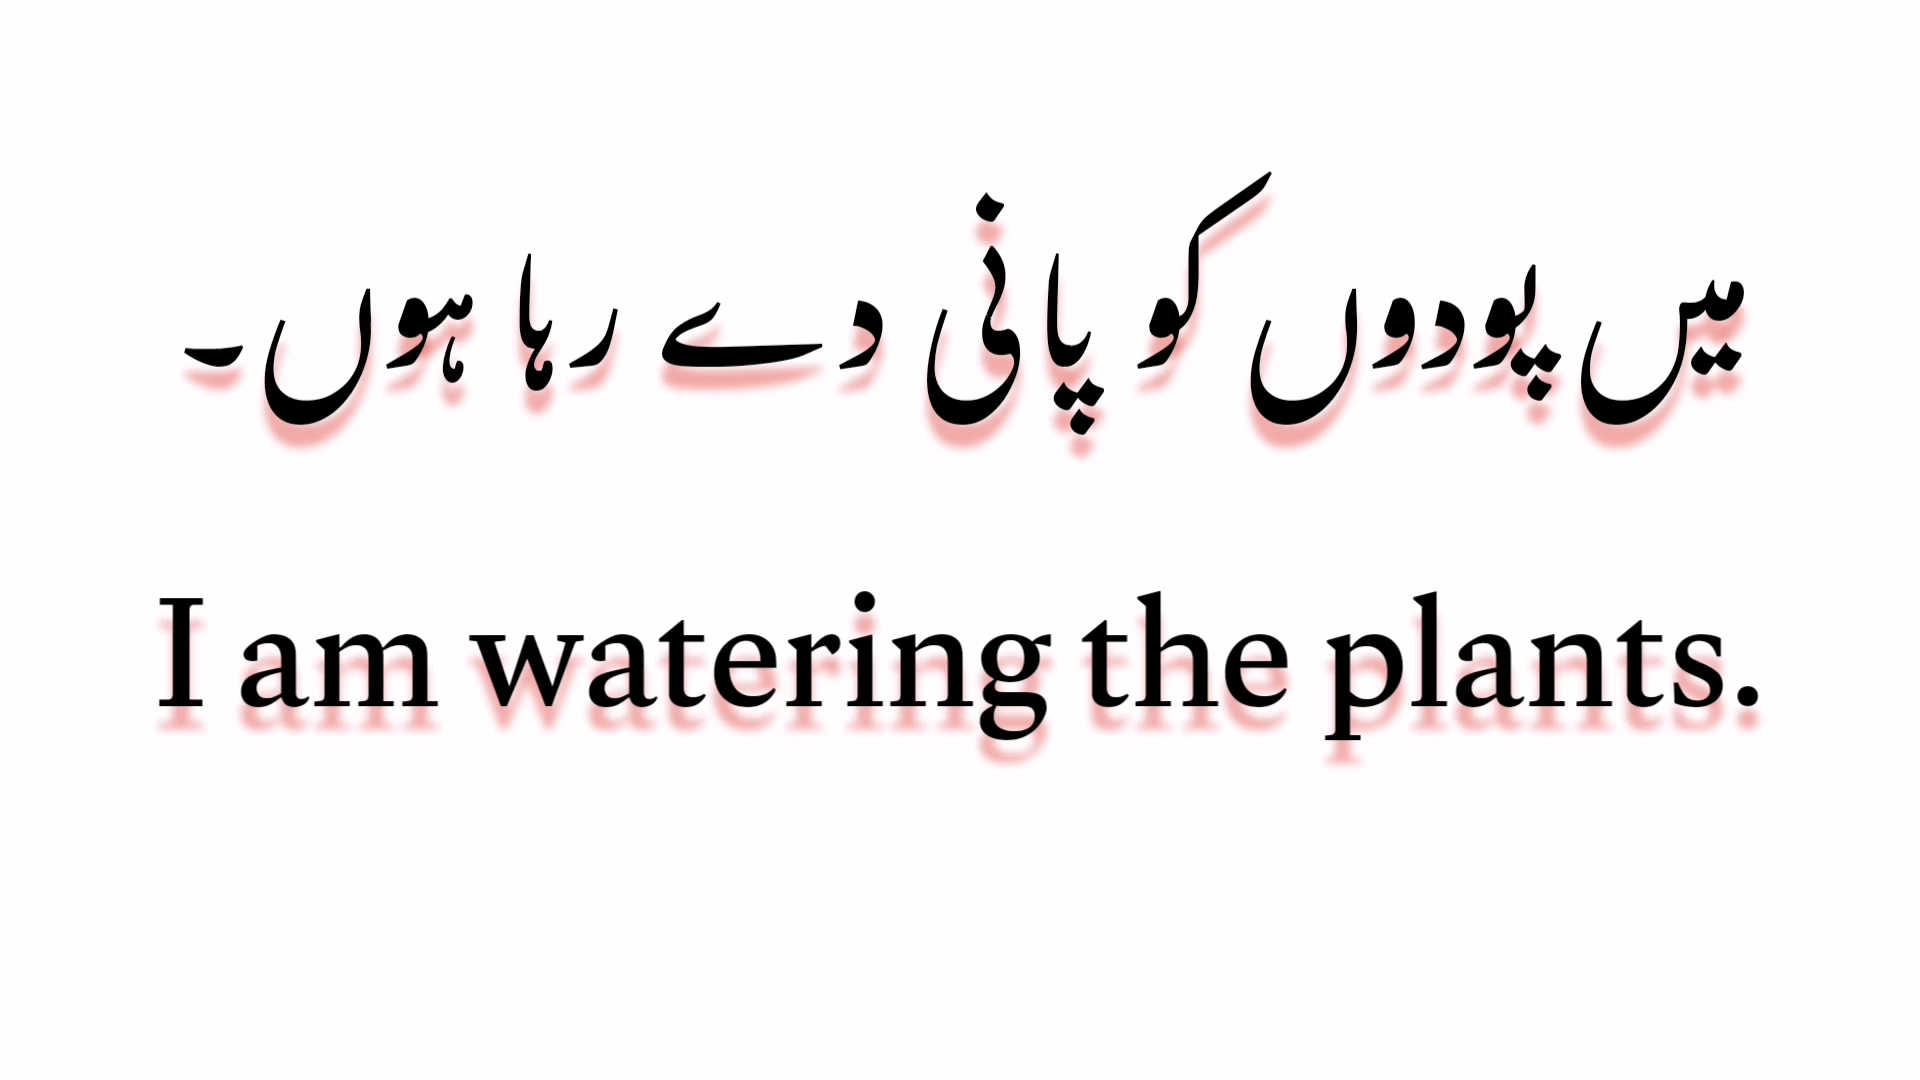 میں پودوں کو پانی دے رہا ہوں۔
I am watering the plants.